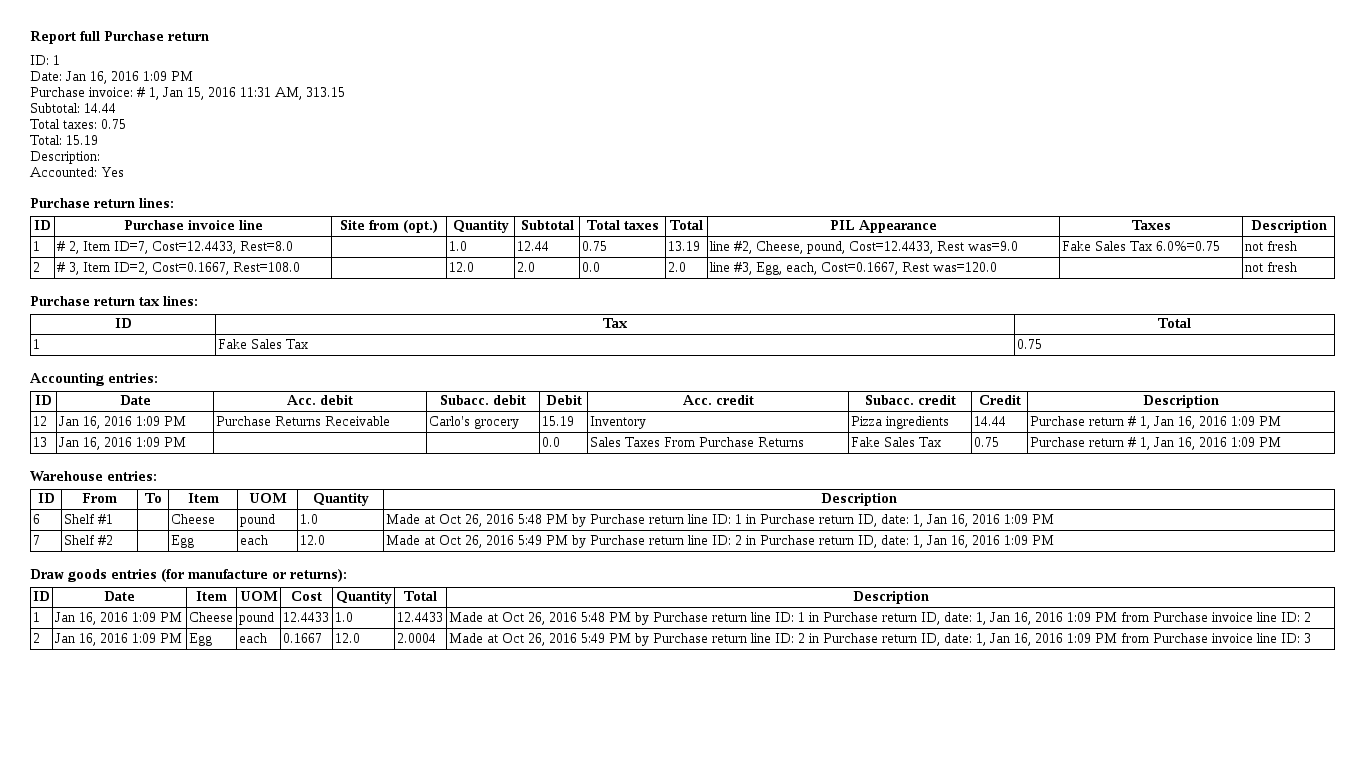 Report full Purchase return
ID: 1
Date: Jan 16, 2016 1:09 PM
Purchase invoice: # 1, Jan 15, 2016 11:31 AM, 313.15
Subtotal: 14.44
Total taxes: 0.75
Total: 15.19
Description:
Accounted: Yes
Purchase return lines:
ID Purchase invoice line Site from (opt.) Quantity Subtotal Total taxes Total PIL Appearance Taxes Description
1 # 2, Item ID=7, Cost=12.4433, Rest=8.0 1.0 12.44 0.75 13.19 line #2, Cheese, pound, Cost=12.4433, Rest was=9.0 Fake Sales Tax 6.0%=0.75 not fresh
2 # 3, Item ID=2, Cost=0.1667, Rest=108.0 12.0 2.0 0.0 2.0 line #3, Egg, each, Cost=0.1667, Rest was=120.0 not fresh
Purchase return tax lines:
ID Tax Total
1 Fake Sales Tax 0.75
Accounting entries:
ID Date Acc. debit Subacc. debit Debit Acc. credit Subacc. credit Credit Description
12 Jan 16, 2016 1:09 PM Purchase Returns Receivable Carlo's grocery 15.19 Inventory Pizza ingredients 14.44 Purchase return # 1, Jan 16, 2016 1:09 PM
13 Jan 16, 2016 1:09 PM 0.0 Sales Taxes From Purchase Returns Fake Sales Tax 0.75 Purchase return # 1, Jan 16, 2016 1:09 PM
Warehouse entries:
ID From To Item UOM Quantity Description
6 Shelf #1 Cheese pound 1.0 Made at Oct 26, 2016 5:48 PM by Purchase return line ID: 1 in Purchase return ID, date: 1, Jan 16, 2016 1:09 PM
7 Shelf #2 Egg each 12.0 Made at Oct 26, 2016 5:49 PM by Purchase return line ID: 2 in Purchase return ID, date: 1, Jan 16, 2016 1:09 PM
Draw goods entries (for manufacture or returns):
ID Date Item UOM Cost Quantity Total Description
1 Jan 16, 2016 1:09 PM Cheese pound 12.4433 1.0 12.4433 Made at Oct 26, 2016 5:48 PM by Purchase return line ID: 1 in Purchase return ID, date: 1, Jan 16, 2016 1:09 PM from Purchase invoice line ID: 2
2 Jan 16, 2016 1:09 PM Egg each 0.1667 12.0 2.0004 Made at Oct 26, 2016 5:49 PM by Purchase return line ID: 2 in Purchase return ID, date: 1, Jan 16, 2016 1:09 PM from Purchase invoice line ID: 3